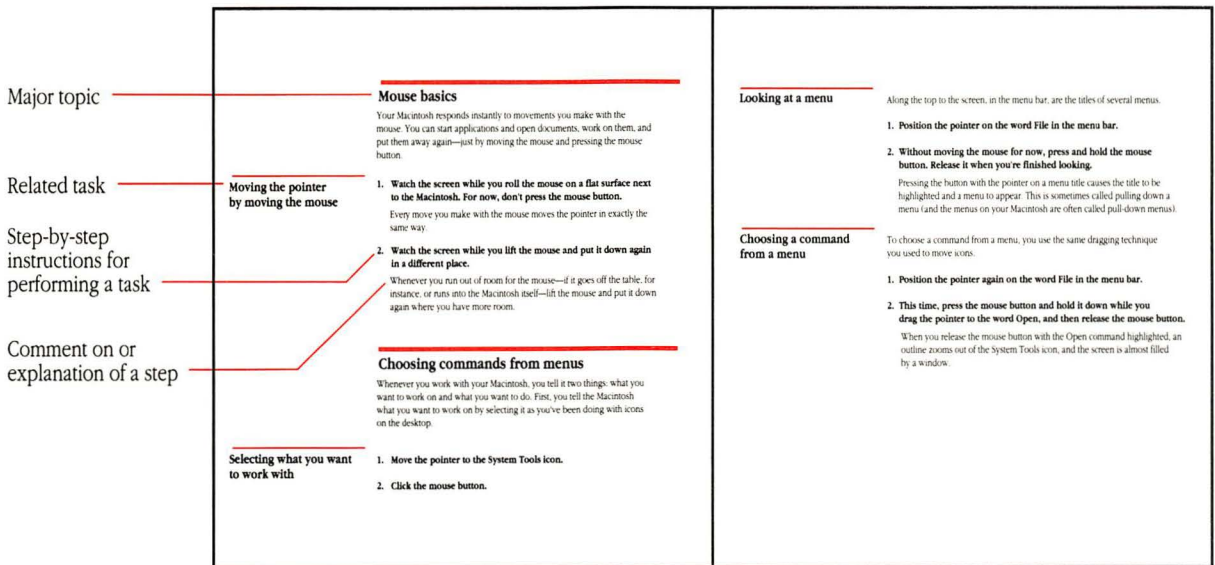 Major topic
Related task
Step-by-step
instructions for
performing a task
Comment on or
explanation of a step
Mouse basics
Your Macintosh responds instantly to movements you make with the
mouse. You can start applications and open documents, work on them, and
put them away again—just by moving the mouse and pressing the mouse
button.
Moving the pointer
by moving the mouse
1. Watch the screen while you roll the mouse on a flat surface next
to the Macintosh. For now, don't press the mouse button.
Every move you make with the mouse moves the pointer in exactly the
same way.
2. Watch the screen while you lift the mouse and put it down again
in a different place.
Whenever you run out of room for the mouse—if it goes off the table, for
instance, or runs into the Macintosh itself—lift the mouse and put it down
again where you have more room.
Choosing commands from menus
Whenever you work with your Macintosh, you tell it two things: what you
want to work on and what you want to do. First, you tell the Macintosh
what you want to work on by selecting it as you've been doing with icons
on the desktop.
Selecting what you want
to work with
1. Move the pointer to the System Tools icon.
2. Click the mouse button.
Looking at a menu
Along the top to the screen, in the menu bar, are the titles of several menus.
1. Position the pointer on the word File in the menu bar.
2. Without moving the mouse for now, press and hold the mouse
button. Release it when you're finished looking.
Pressing the button with the pointer on a menu title causes the title to be
highlighted and a menu to appear. This is sometimes called pulling down a
menu (and the menus on your Macintosh are often called pull-down menus).
Choosing a command
from a menu
To choose a command from a menu, you use the same dragging technique
you used to move icons.
1. Position the pointer again on the word File in the menu bar.
2. This time, press the mouse button and hold it down while you
drag the pointer to the word Open, and then release the mouse button.
When you release the mouse button with the Open command highlighted, an
outline zooms out of the System Tools icon, and the screen is almost filled
by a window.